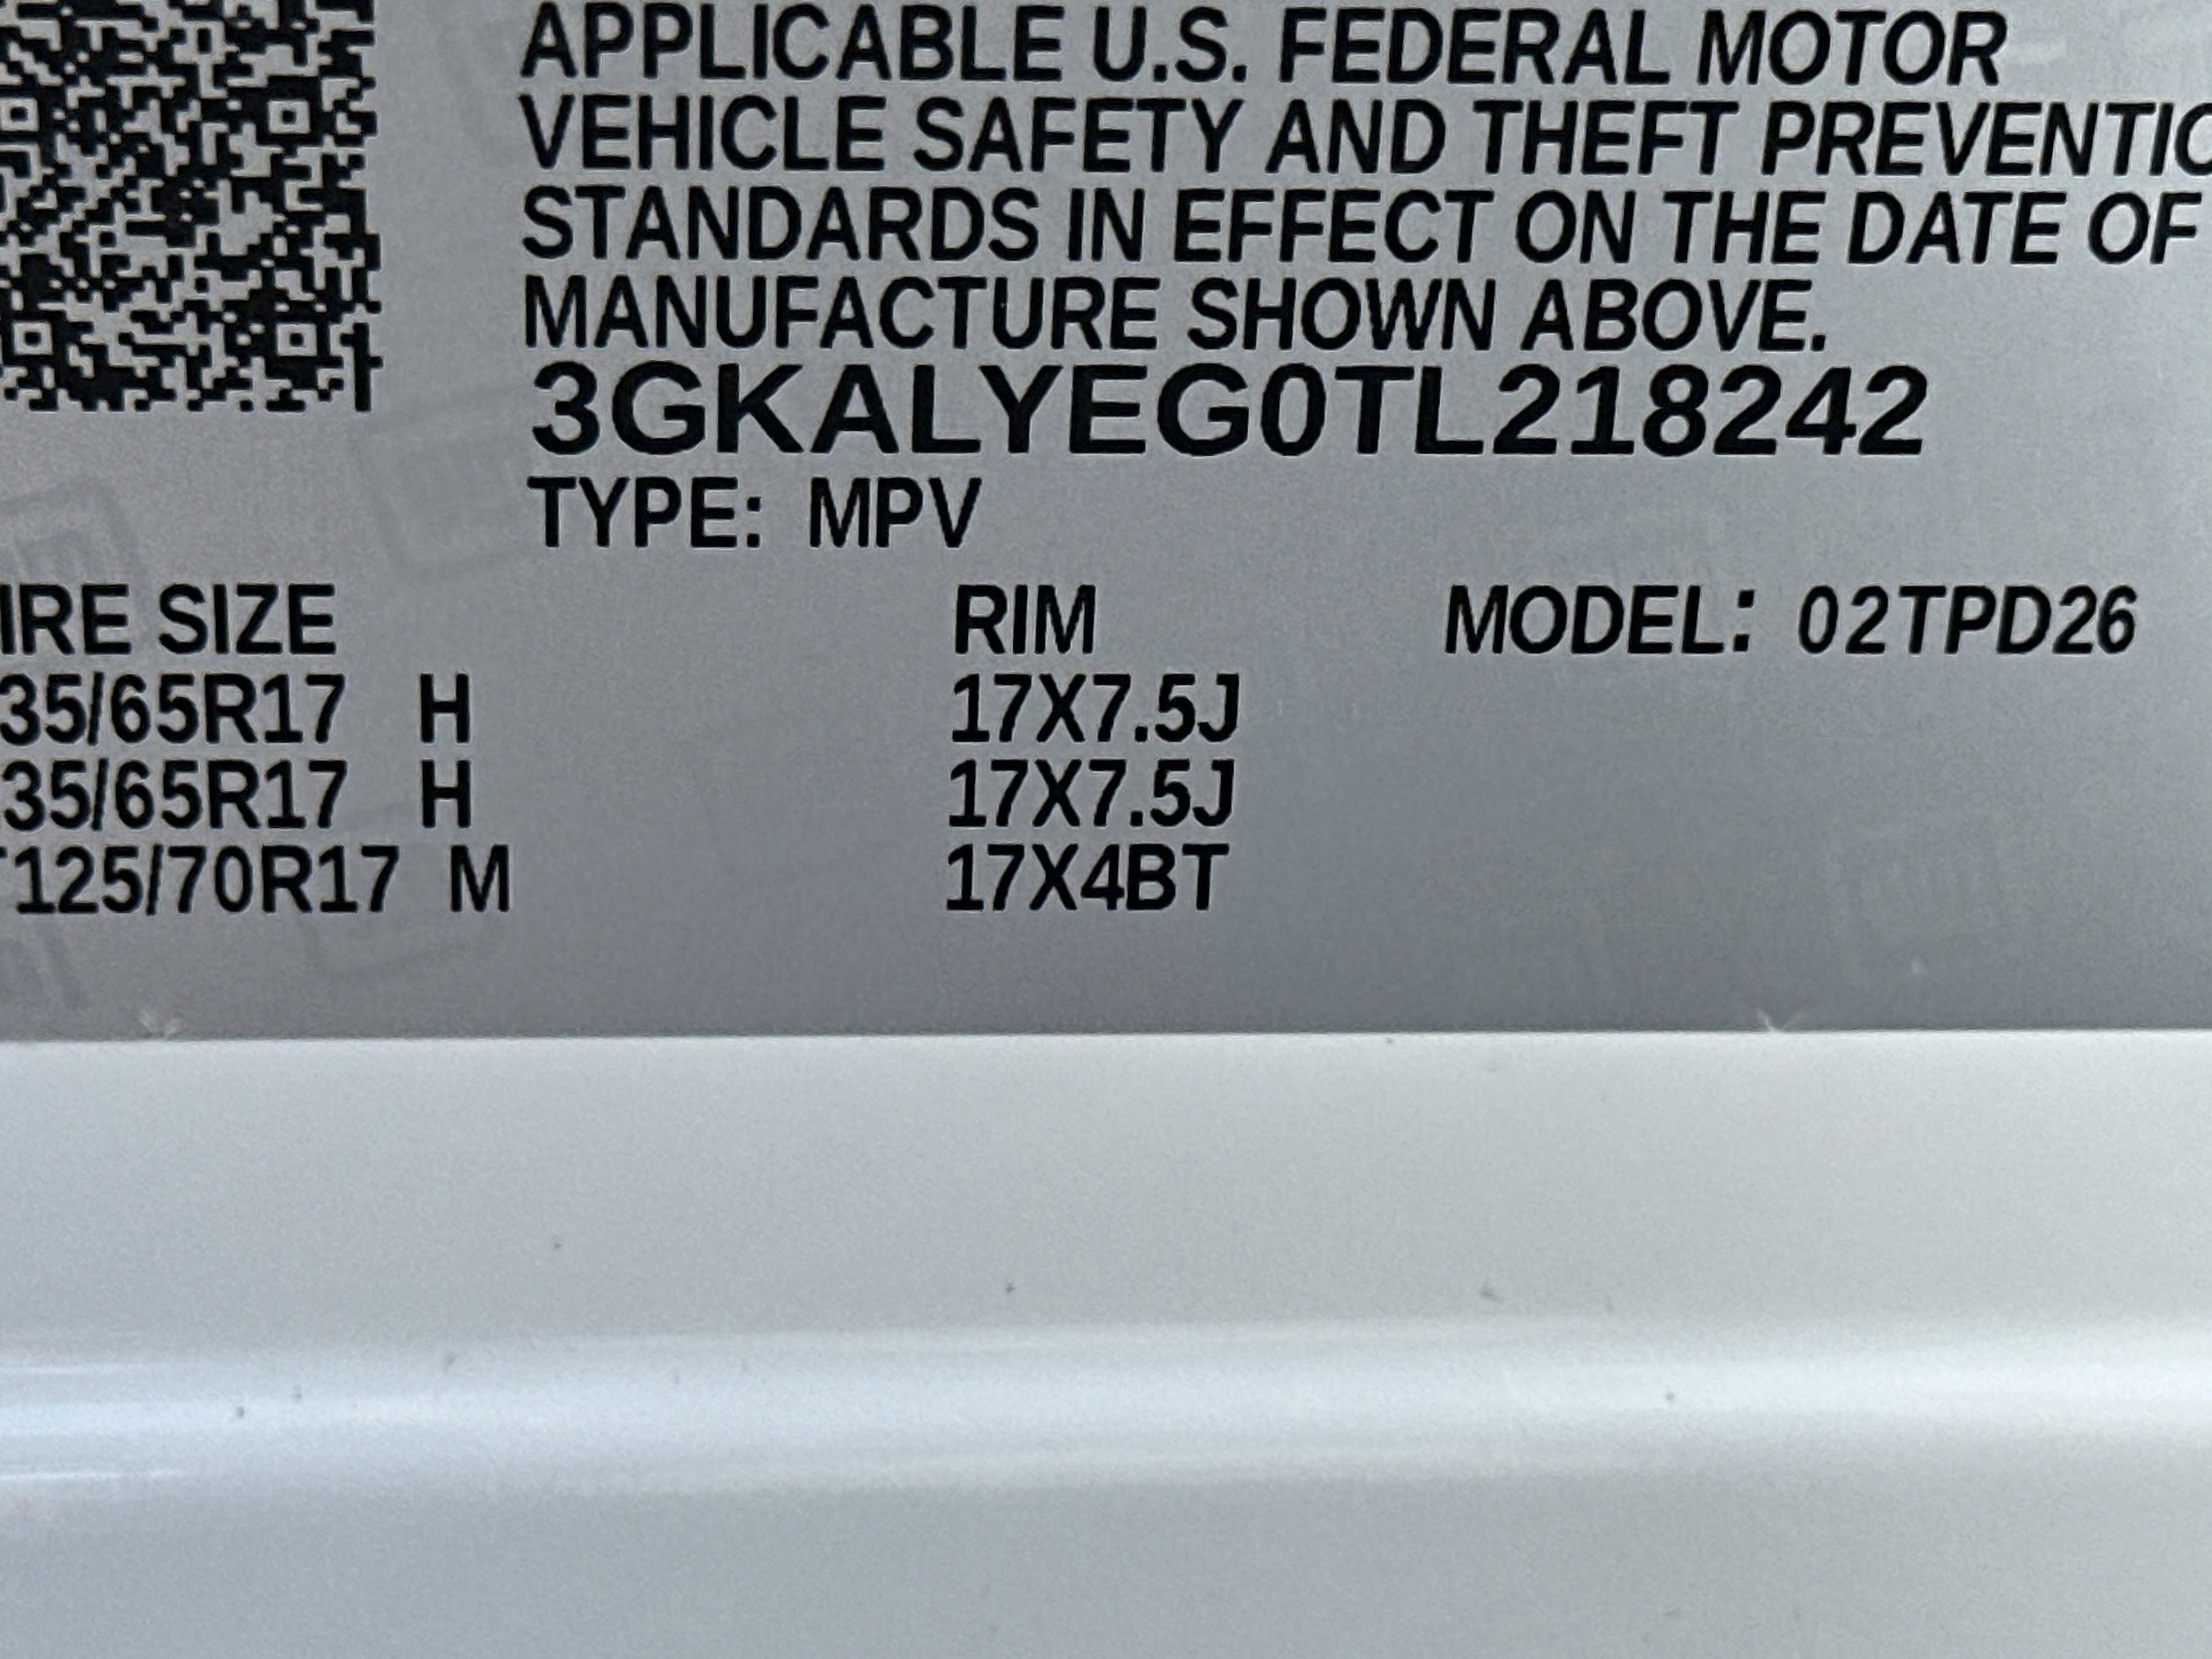 APPLICABLE U.S. FEDERAL MOTOR
VEHICLE SAFETY AND THEFT PREVENTIO
STANDARDS IN EFFECT ON THE DATE OF
MANUFACTURE SHOWN ABOVE.
3GKALYEG0TL218242
TYPE: MPV
IRE SIZE RIM MODEL: 02TPD26
35/65R17 H 17X7.5J
35/65R17 H 17X7.5J
T125/70R17 M 17X4BT